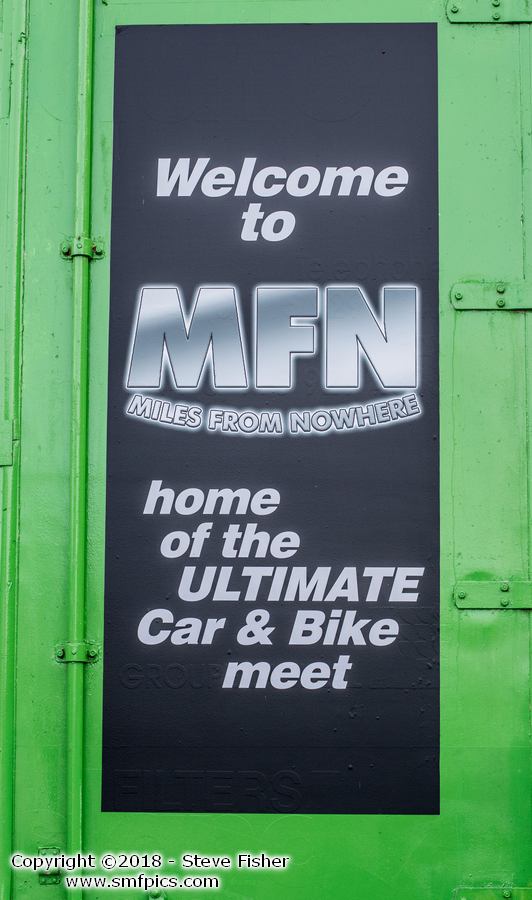 Welcome
to
MFN
MILES FROM NOWHERE
home
of the
ULTIMATE
Car & Bike
meet
FILTERS
Copyright ©2018 - Steve Fisher
www.smfpics.com